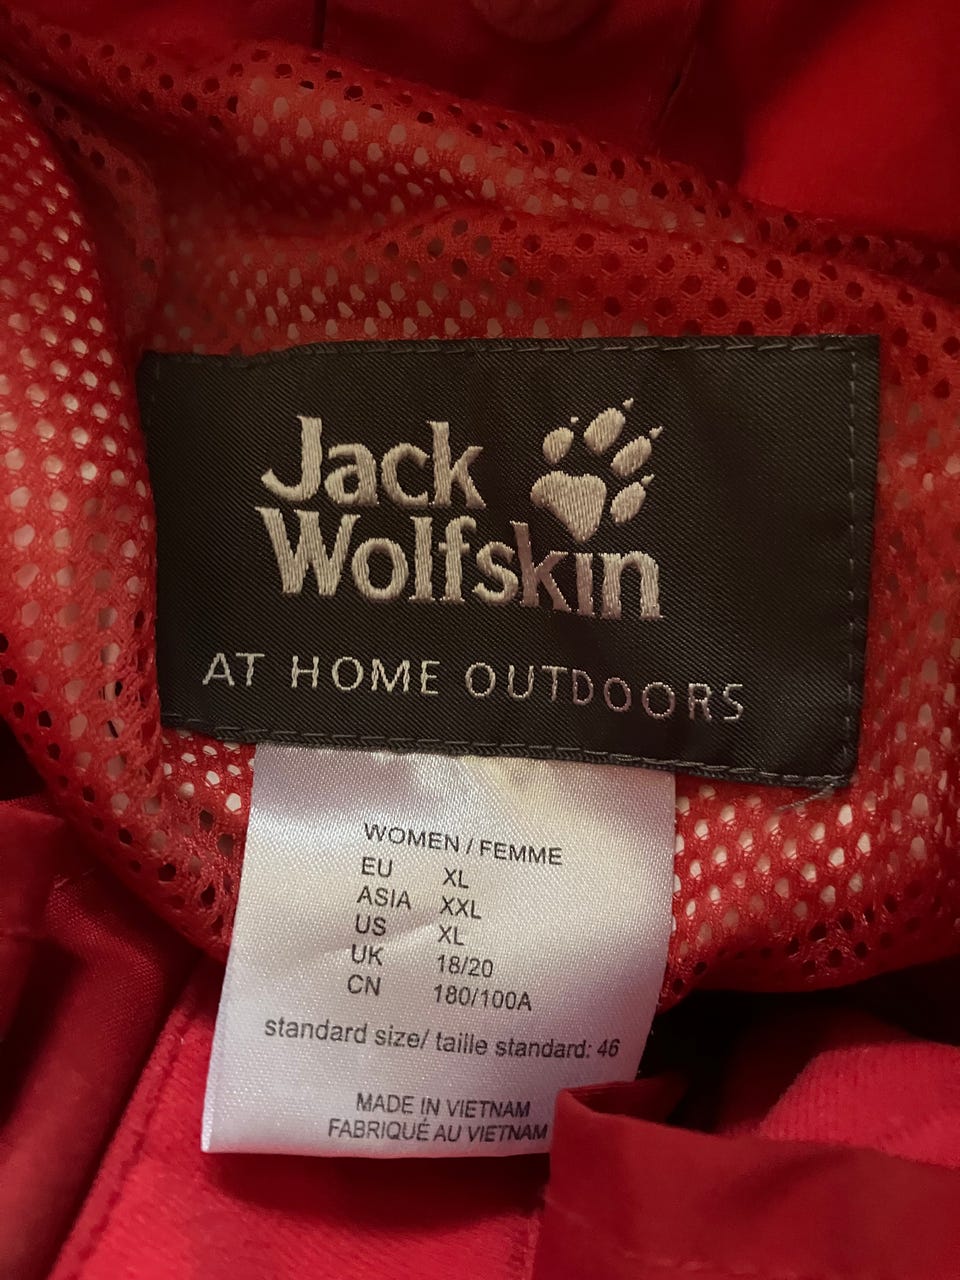 Jack
Wolfskin
AT HOME OUTDOORS
WOMEN / FEMME
EU XL
ASIA XXL
US XL
UK 18/20
CN 180/100A
standard size/ taille standard: 46
MADE IN VIETNAM
FABRIQUÉ AU VIETNAM